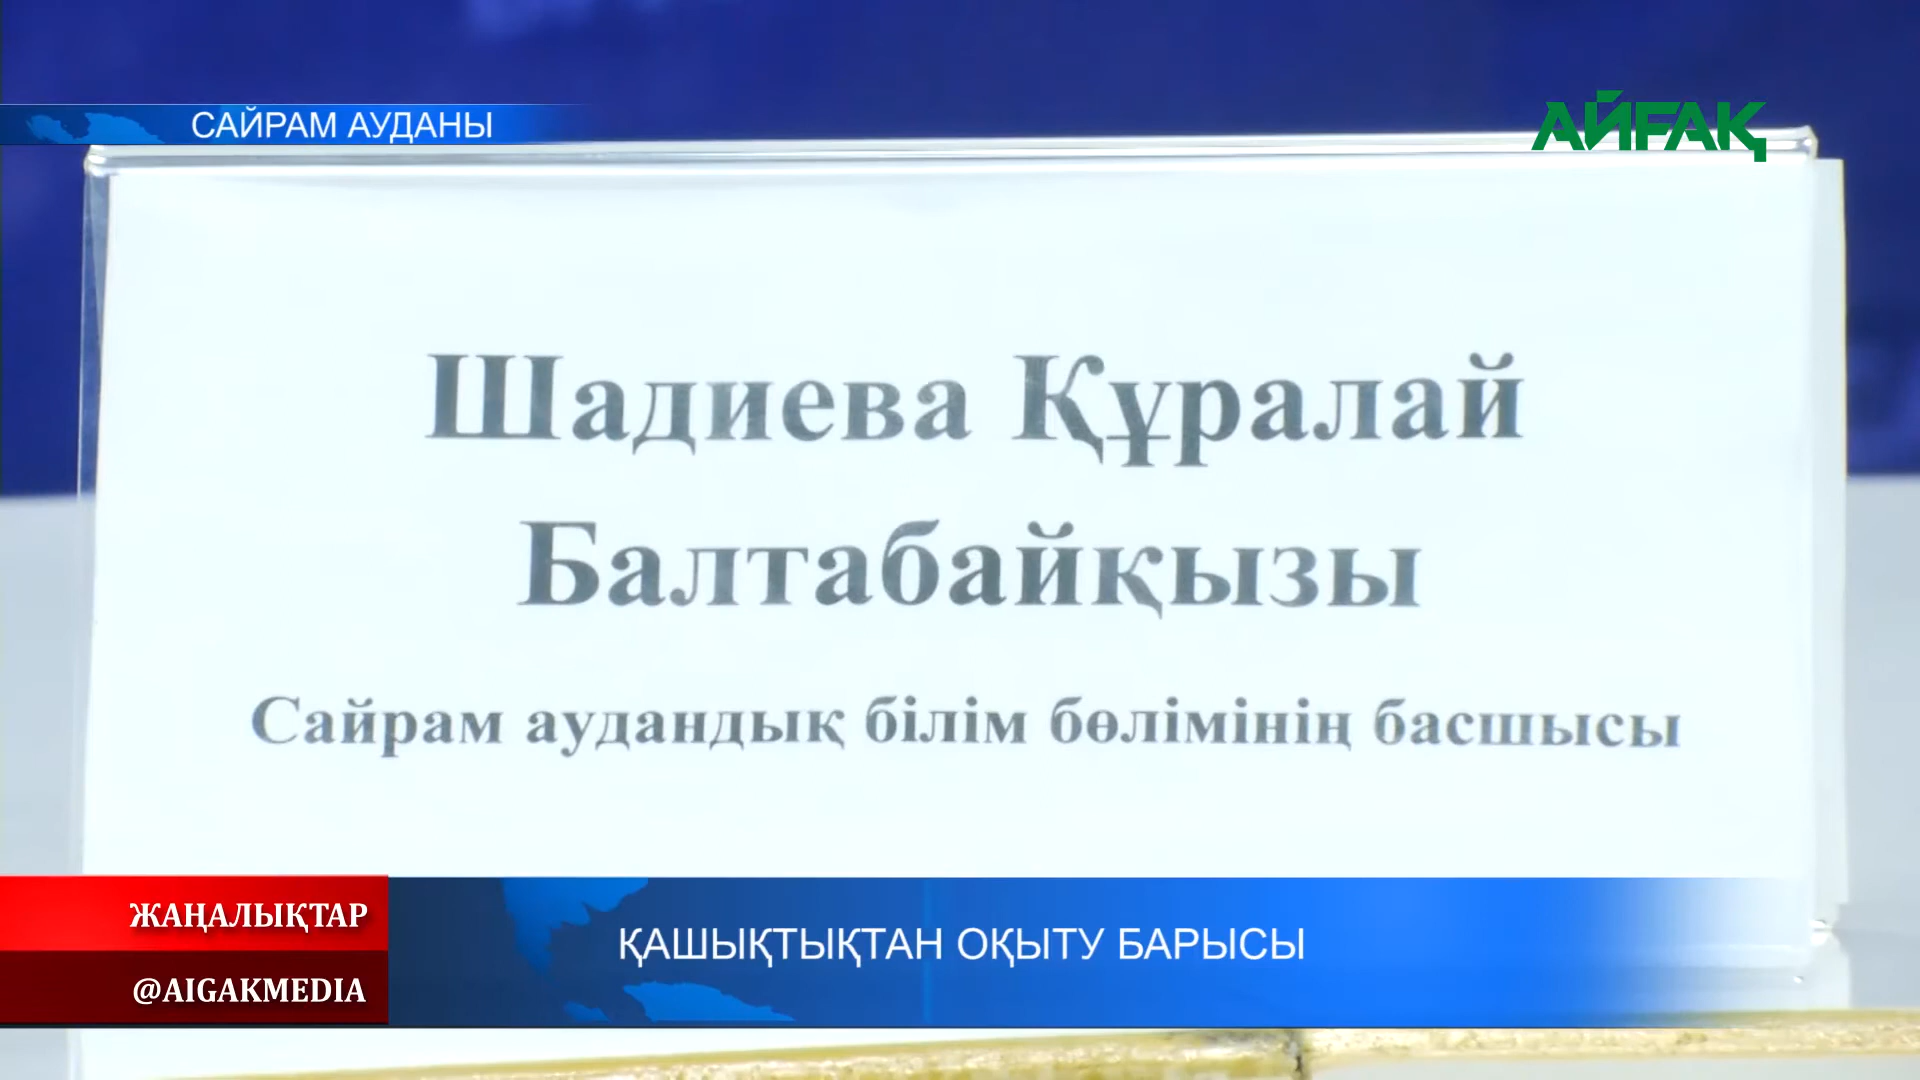 САЙРАМ АУДАНЫ
АЙҒАҚ
Шадиева Құралай
Балтабайқызы
Сайрам аудандық білім бөлімінің басшысы
ЖАҢАЛЫҚТАР
ҚАШЫҚТЫҚТАН ОҚЫТУ БАРЫСЫ
@AIGAKMEDIA